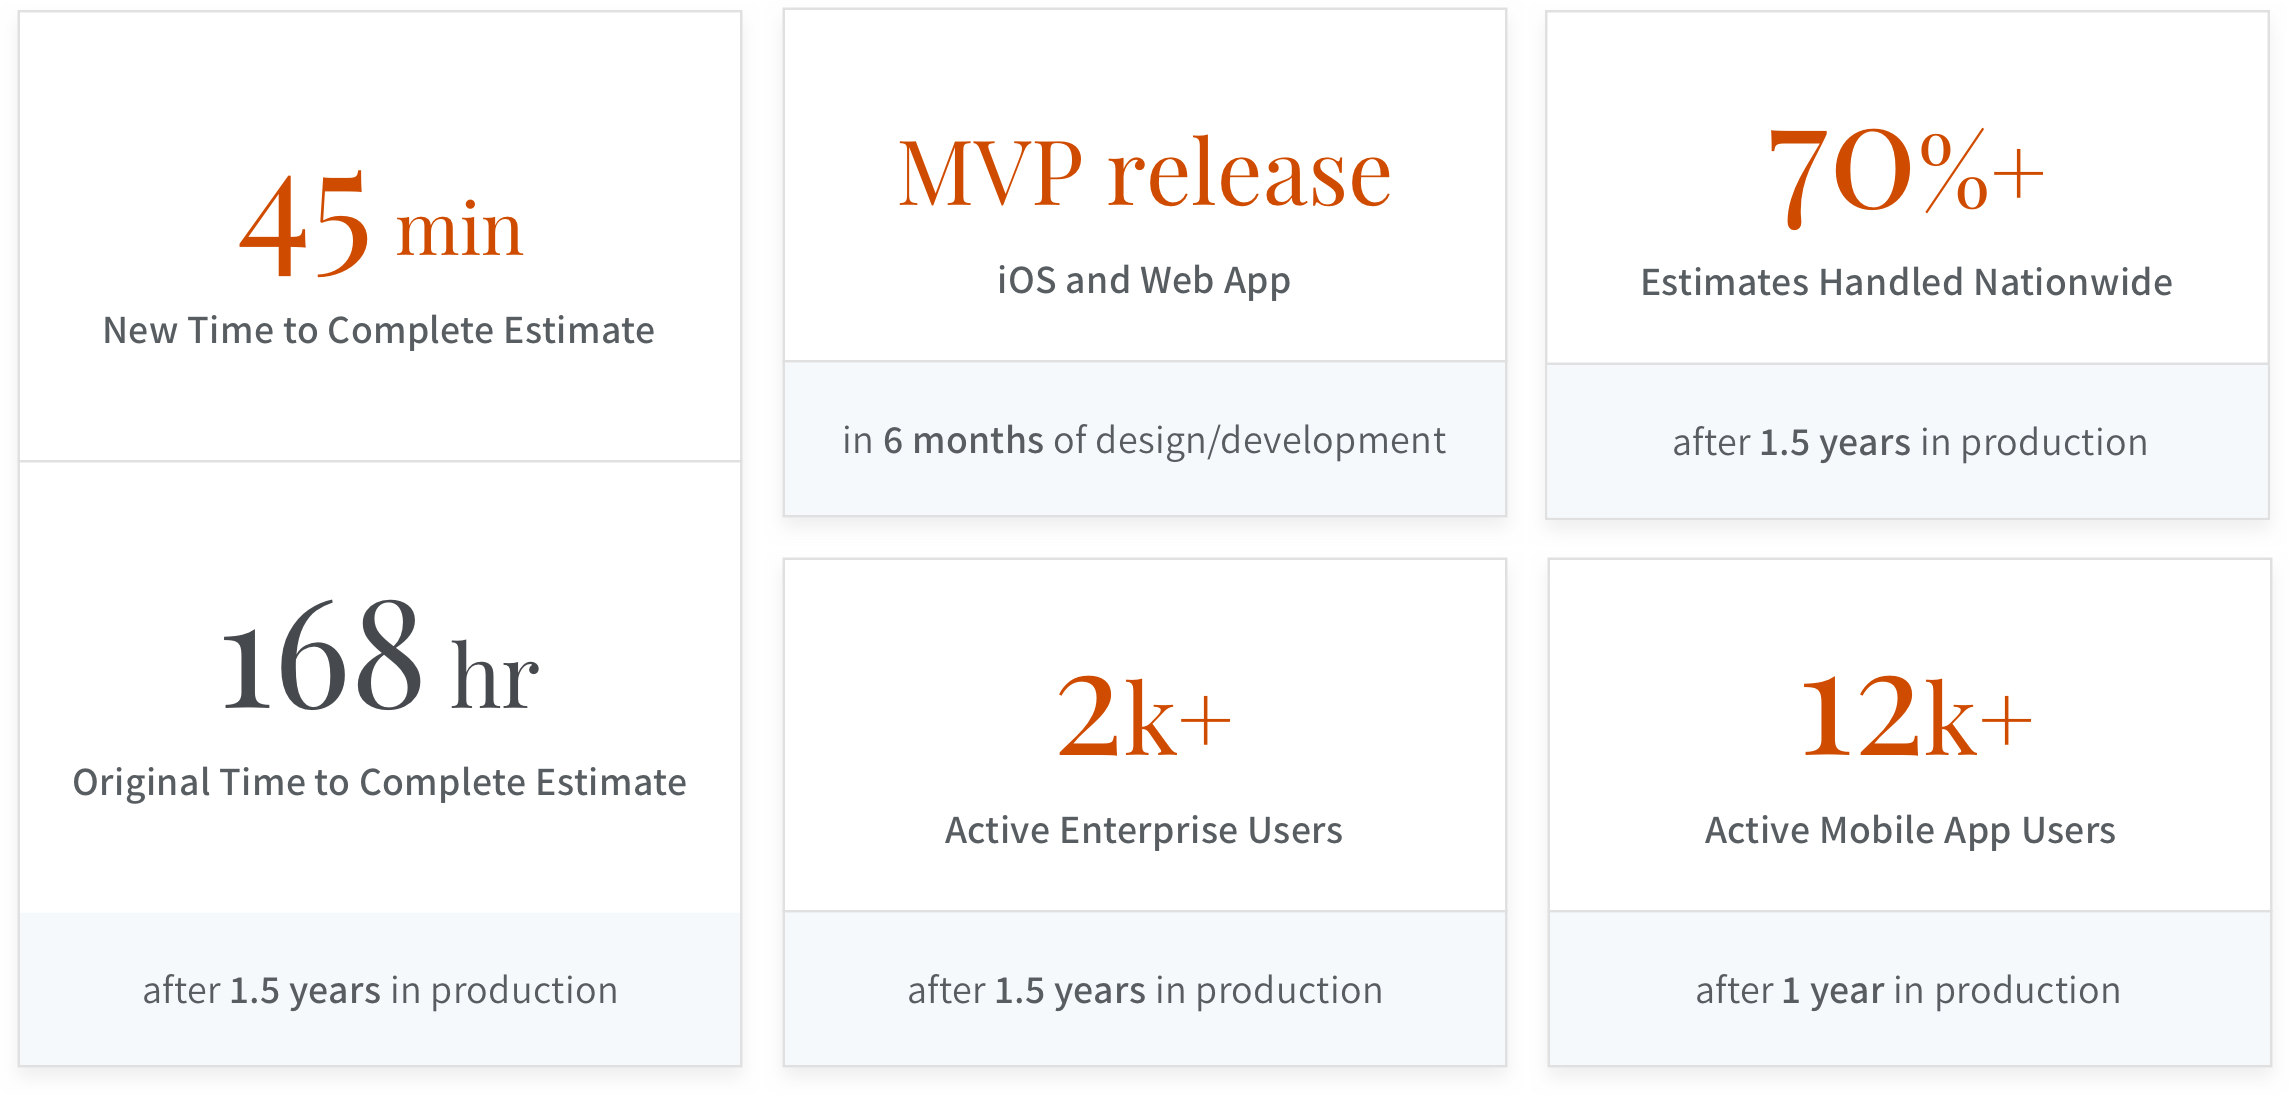 45 min
New Time to Complete Estimate
168 hr
Original Time to Complete Estimate
after 1.5 years in production
MVP release
iOS and Web App
in 6 months of design/development
70%+
Estimates Handled Nationwide
after 1.5 years in production
2k+
Active Enterprise Users
after 1.5 years in production
12k+
Active Mobile App Users
after 1 year in production